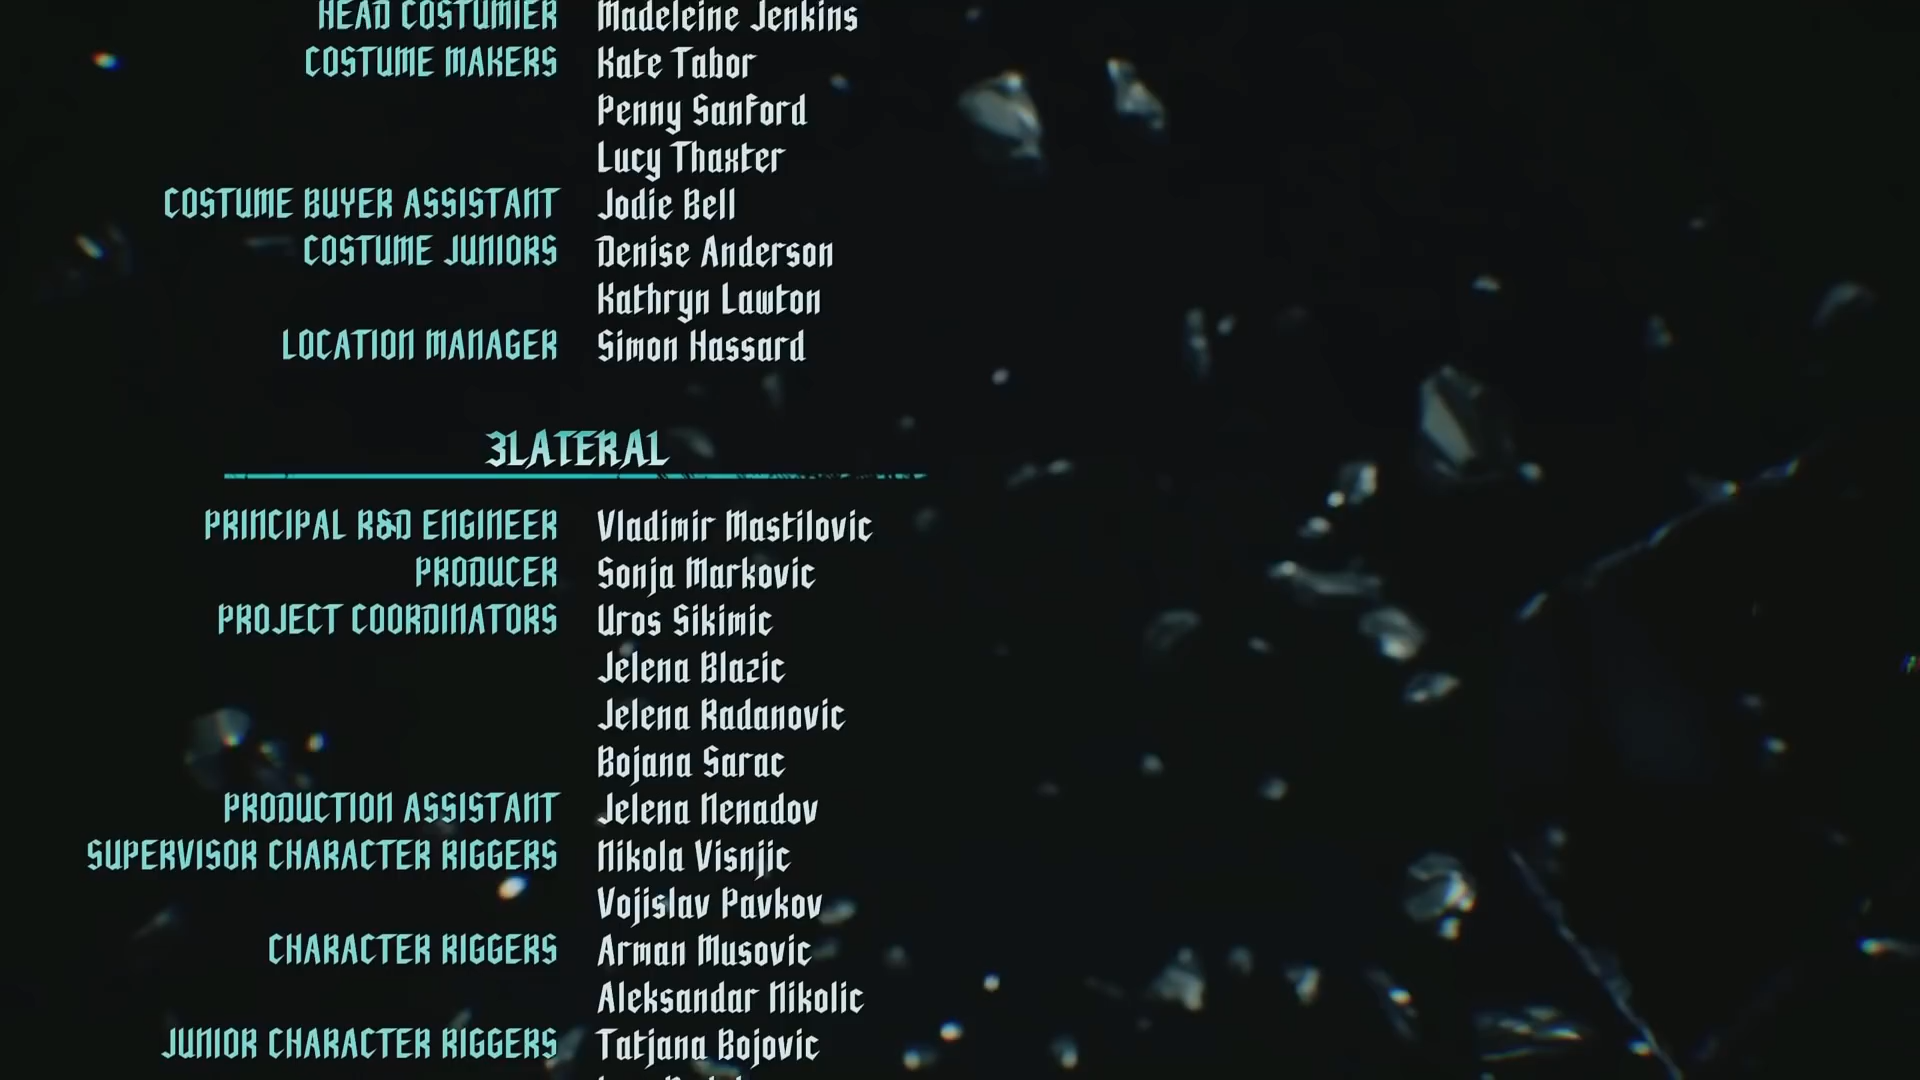 HEAD COSTUMIER Madeleine Jenkins
COSTUME MAKERS Kate Tabor
Penny Sanford
Lucy Thaxter
COSTUME BUYER ASSISTANT Jodie Bell
COSTUME JUNIORS Denise Anderson
Kathryn Lawton
LOCATION MANAGER Simon Hassard
3LATERAL
PRINCIPAL R&D ENGINEER Vladimir Mastilovic
PRODUCER Sonja Markovic
PROJECT COORDINATORS Uros Sikimic
Jelena Blazic
Jelena Radanovic
Bojana Sarac
PRODUCTION ASSISTANT Jelena Nenadov
SUPERVISOR CHARACTER RIGGERS Nikola Visnjic
Vojislav Pavkov
CHARACTER RIGGERS Arman Musovic
Aleksandar Nikolic
JUNIOR CHARACTER RIGGERS Tatjana Bojovic